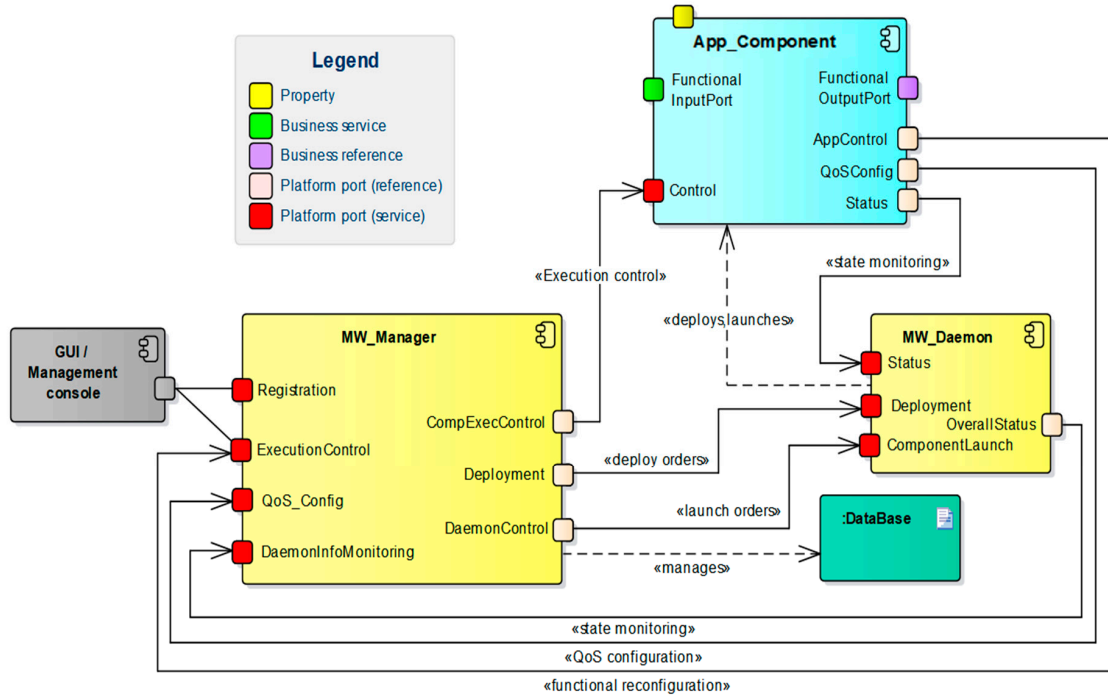 Legend
Property
Business service
Business reference
Platform port (reference)
Platform port (service)
App_Component
Functional
InputPort
Functional
OutputPort
AppControl
QoSConfig
Status
Control
«Execution control»
«state monitoring»
«deploys,launches»
GUI /
Management
console
MW_Manager
Registration
ExecutionControl
QoS_Config
DaemonInfoMonitoring
CompExecControl
Deployment
DaemonControl
«deploy orders»
«launch orders»
«manages»
MW_Daemon
Status
Deployment
OverallStatus
ComponentLaunch
:DataBase
«state monitoring»
«QoS configuration»
«functional reconfiguration»